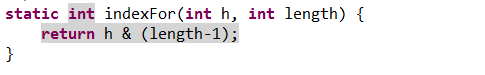 static int indexFor(int h, int length) {
    return h & (length-1);
}